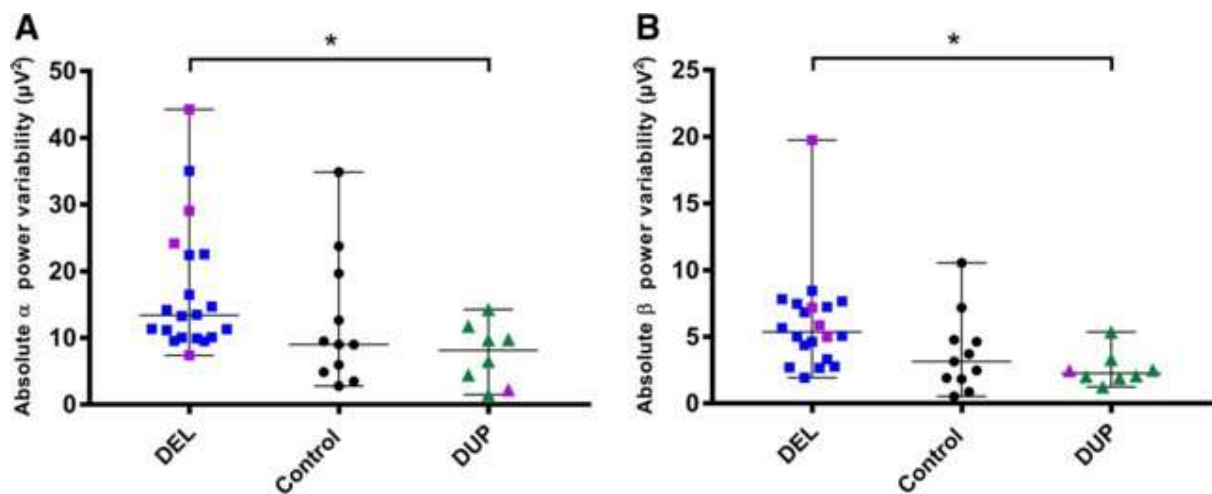 A
*
Absolute α power variability (µV²)
50
40
30
20
10
0
DEL
Control
DUP
B
*
Absolute β power variability (µV²)
25
20
15
10
5
0
DEL
Control
DUP